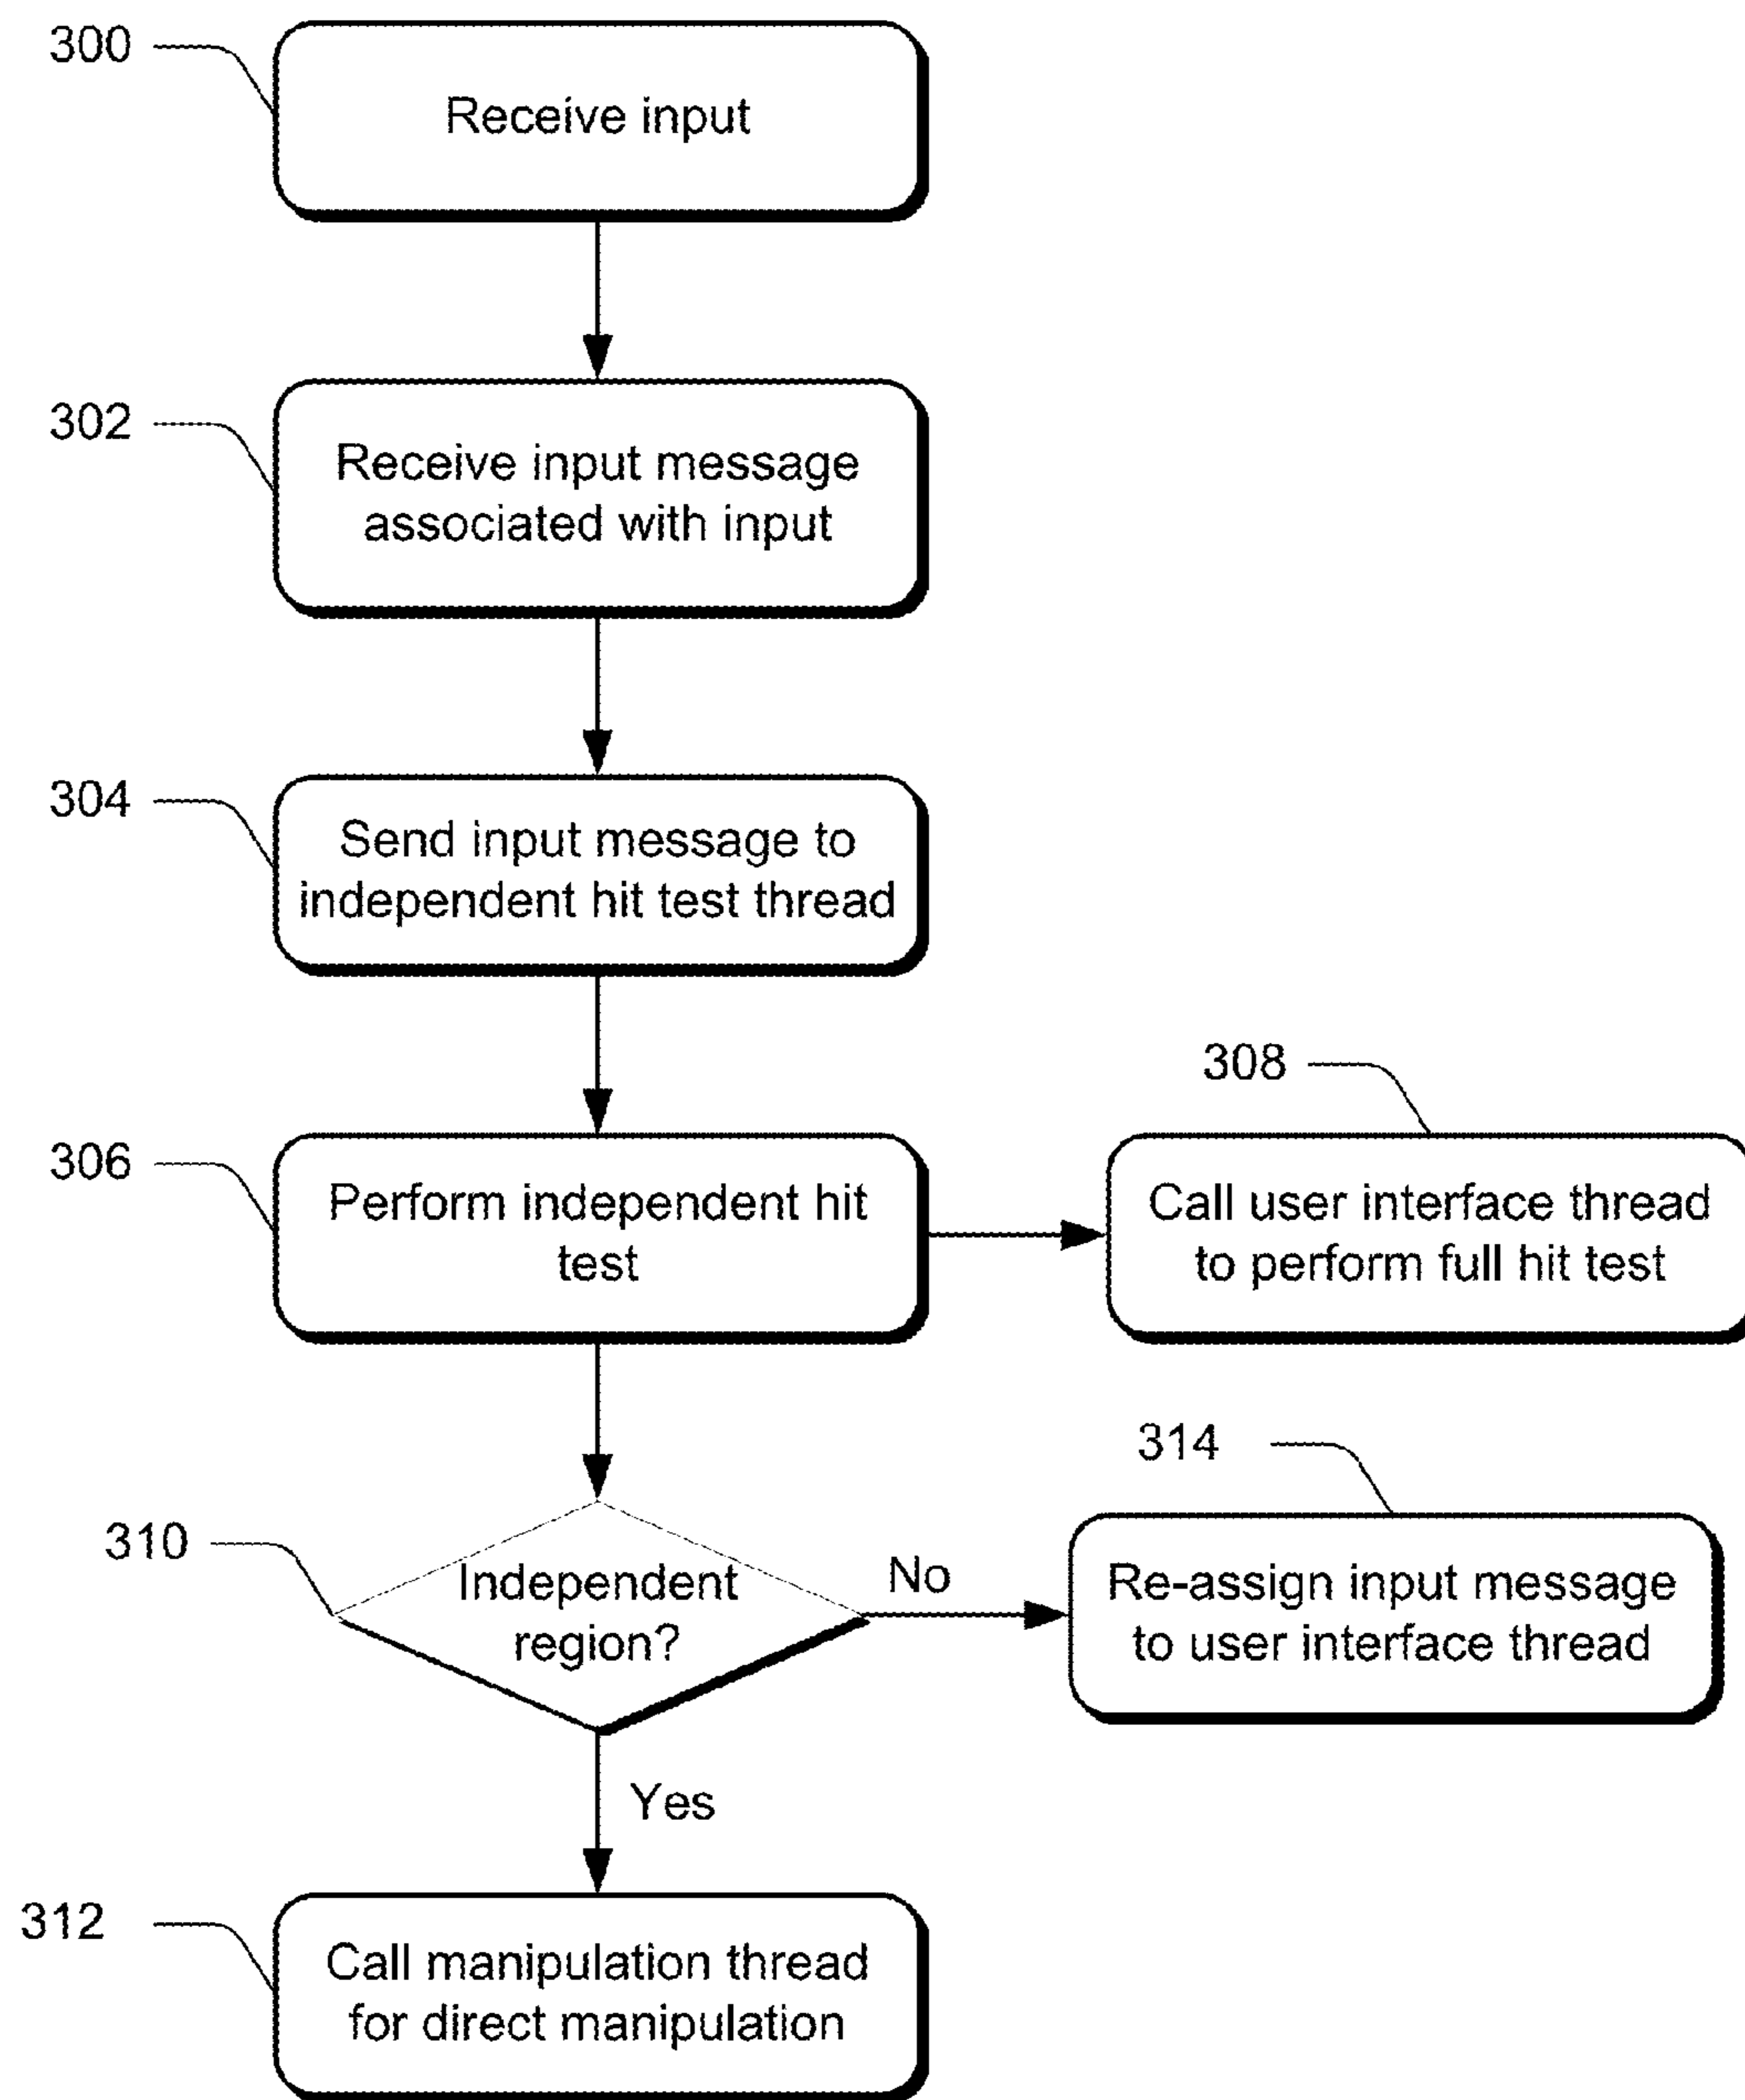 300
Receive input
302
Receive input message
associated with input
304
Send input message to
independent hit test thread
306
Perform independent hit
test
308
Call user interface thread
to perform full hit test
310
Independent
region?
No
314
Re-assign input message
to user interface thread
Yes
312
Call manipulation thread
for direct manipulation